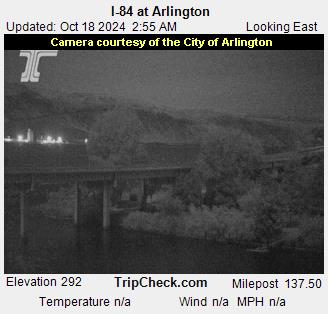 I-84 at Arlington
Updated: Oct 18 2024 2:55 AM Looking East
Camera courtesy of the City of Arlington
Elevation 292 TripCheck.com Milepost 137.50
Temperature n/a Wind n/a MPH n/a